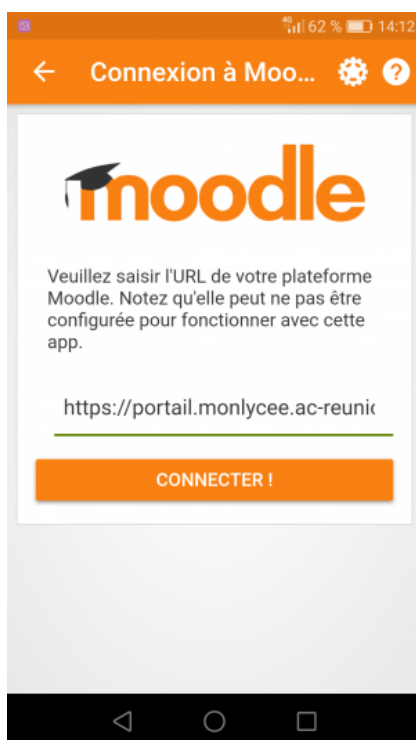 4G 62 % 14:12
Connexion à Moo... ?
moodle
Veuillez saisir l'URL de votre plateforme
Moodle. Notez qu'elle peut ne pas être
configurée pour fonctionner avec cette
app.
https://portail.monlycee.ac-reunic
CONNECTER !